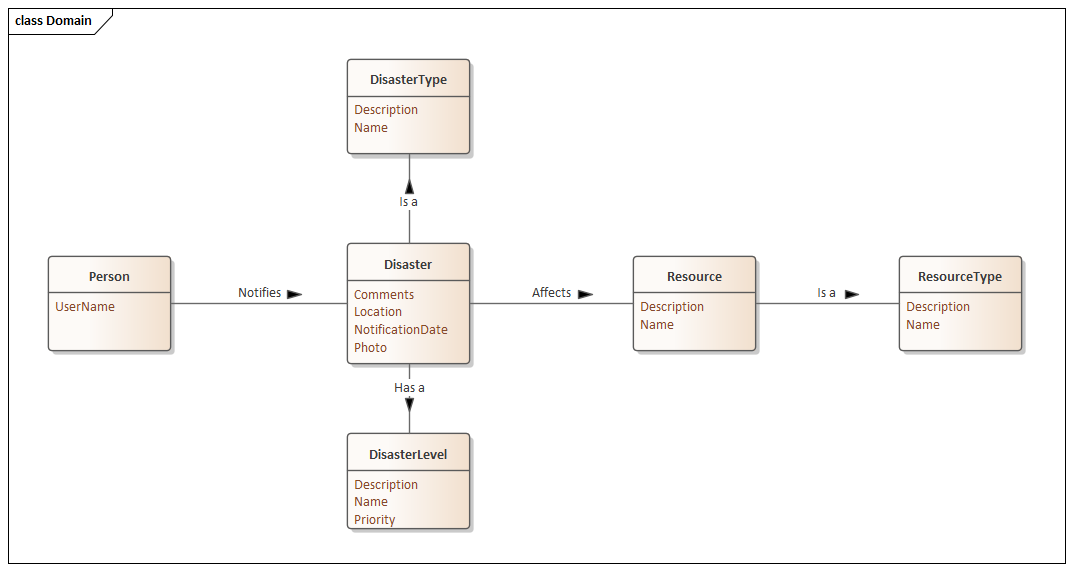 class Domain
DisasterType
Description
Name
Is a
Person
UserName
Notifies
Disaster
Comments
Location
NotificationDate
Photo
Affects
Resource
Description
Name
Is a
ResourceType
Description
Name
Has a
DisasterLevel
Description
Name
Priority